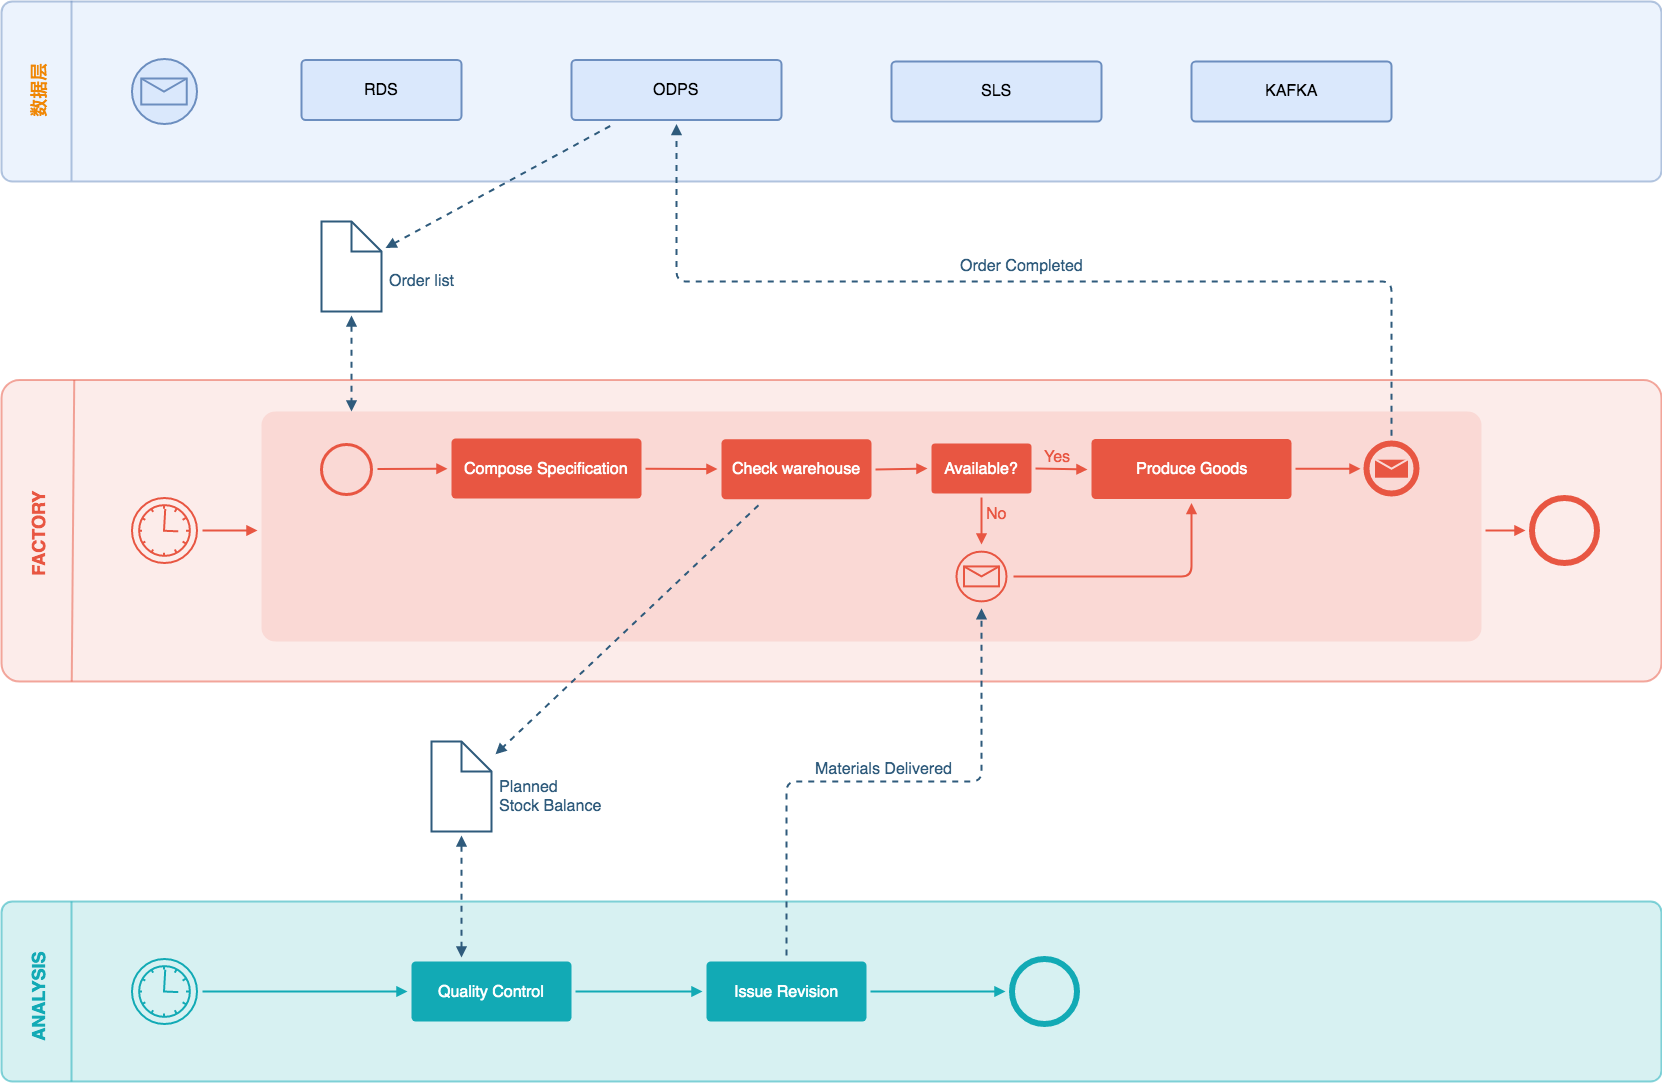 数据层
RDS
ODPS
SLS
KAFKA
Order list
Order Completed
FACTORY
Compose Specification
Check warehouse
Available?
Yes
Produce Goods
No
Materials Delivered
Planned
Stock Balance
ANALYSIS
Quality Control
Issue Revision